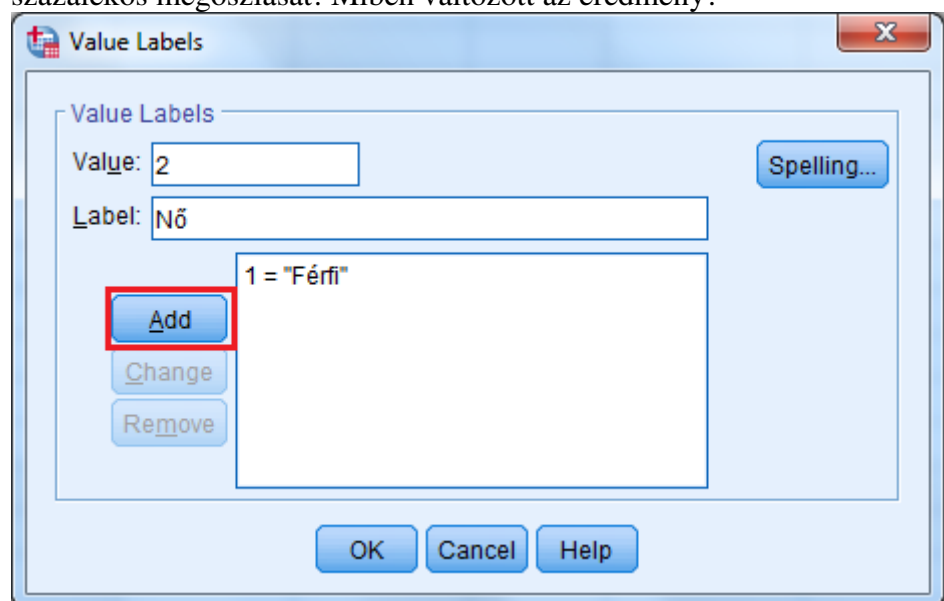 százalékos megoszlását? Miben változott az eredmény?
Value Labels
Value Labels
Value: 2
Spelling...
Label: Nő
1 = "Férfi"
Add
Change
Remove
OK Cancel Help